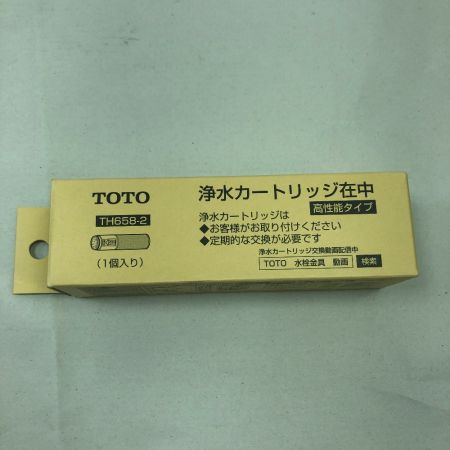 TOTO
TH658-2
(1個入り)
浄水カートリッジ在中
高性能タイプ
浄水カートリッジは
◆お客様がお取り付けください
◆定期的な交換が必要です
浄水カートリッジ交換動画配信中
TOTO 水栓金具 動画 検索